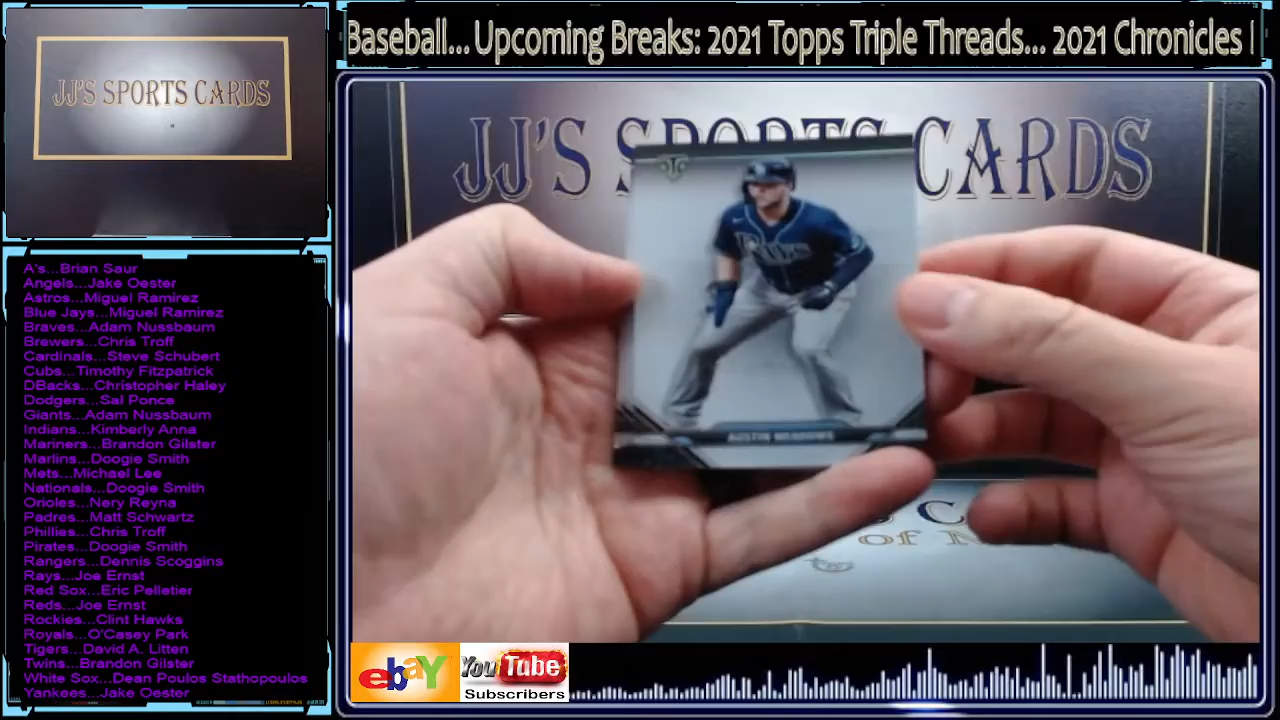 JJ'S SPORTS CARDS
Baseball... Upcoming Breaks: 2021 Topps Triple Threads... 2021 Chronicles
JJ'S SPORTS CARDS
RAYS
AUSTIN MEADOWS
of
A's...Brian Saur
Angels...Jake Oester
Astros...Miguel Ramirez
Blue Jays...Miguel Ramirez
Braves...Adam Nussbaum
Brewers...Chris Troff
Cardinals...Steve Schubert
Cubs...Timothy Fitzpatrick
DBacks...Christopher Haley
Dodgers...Sal Ponce
Giants...Adam Nussbaum
Indians...Kimberly Anna
Mariners...Brandon Gilster
Marlins...Doogie Smith
Mets...Michael Lee
Nationals...Doogie Smith
Orioles...Nery Reyna
Padres...Matt Schwartz
Phillies...Chris Troff
Pirates...Doogie Smith
Rangers...Dennis Scoggins
Rays...Joe Ernst
Red Sox...Eric Pelletier
Reds...Joe Ernst
Rockies...Clint Hawks
Royals...O'Casey Park
Tigers...David A. Litten
Twins...Brandon Gilster
White Sox...Dean Poulos Stathopoulos
Yankees...Jake Oester
ebaY
YouTube
Subscribers